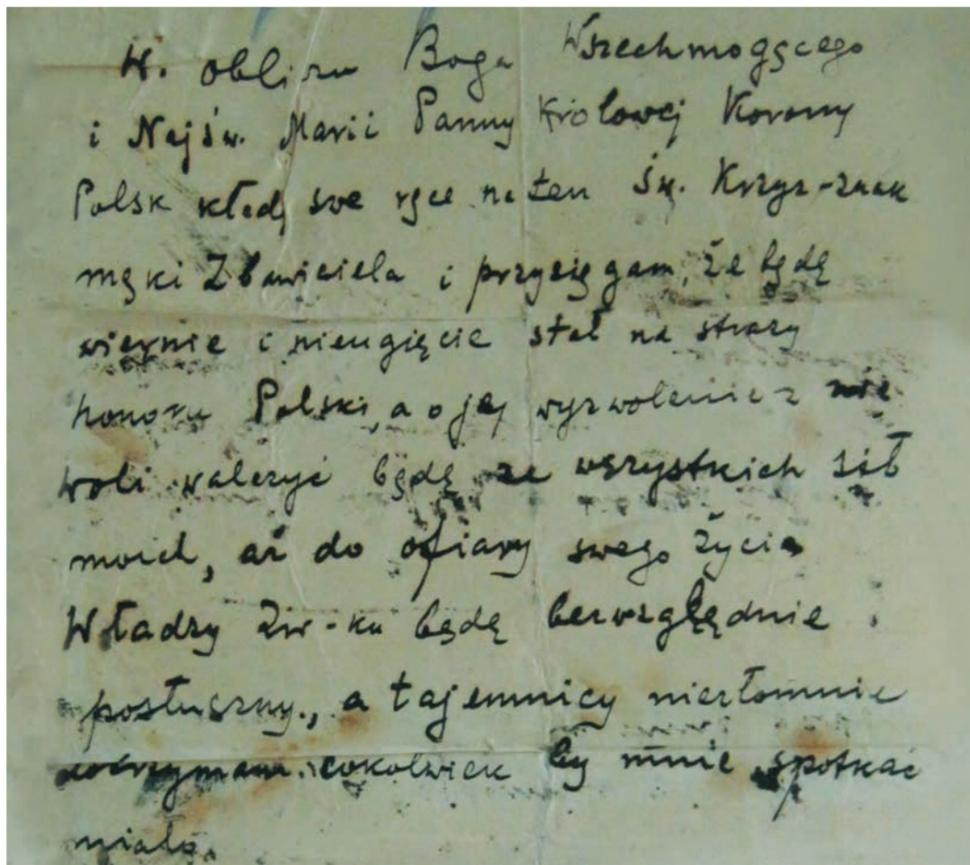 W. obliczu Boga Wszechmogącego
i Najśw. Marii Panny Królowej Korony
Polsk kładę swe ręce na ten Św. Krzyż-znak
męki Zbawiciela i przysięgam, że będę
wiernie i nieugięcie stał na straży
honoru Polski, a o jej wyzwolenie z nie
woli walczyć będę ze wszystkich sił
moich, aż do ofiary swego życia
Władzy Zw-ku będę bezwzględnie
posłuszny, a tajemnicy niezłomnie
dotrzymam cokolwiek by mnie spotkać
miało.